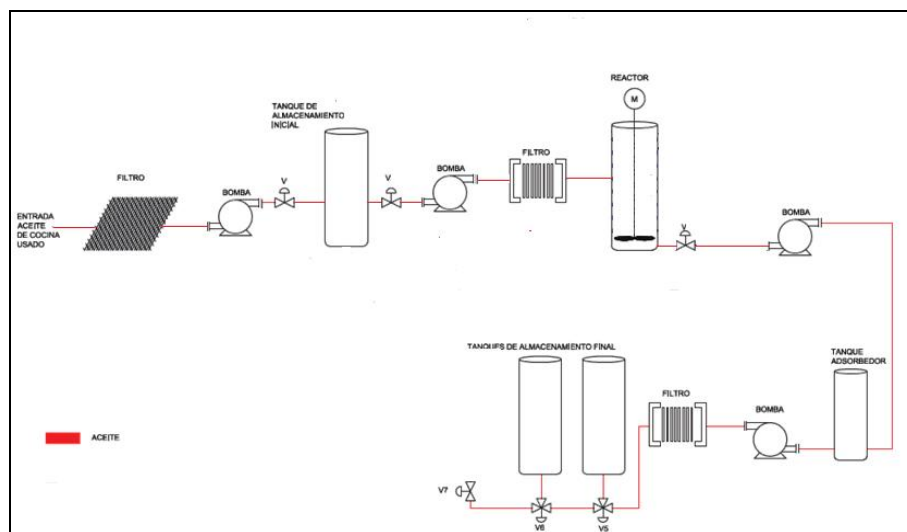 REACTOR
M
TANQUE DE
ALMACENAMIENTO
INICIAL
FILTRO
BOMBA
V
V
BOMBA
FILTRO
ENTRADA
ACEITE
DE COCINA
USADO
V
BOMBA
TANQUES DE ALMACENAMIENTO FINAL
TANQUE
ADSORBEDOR
FILTRO
BOMBA
ACEITE
V7
V6
V5